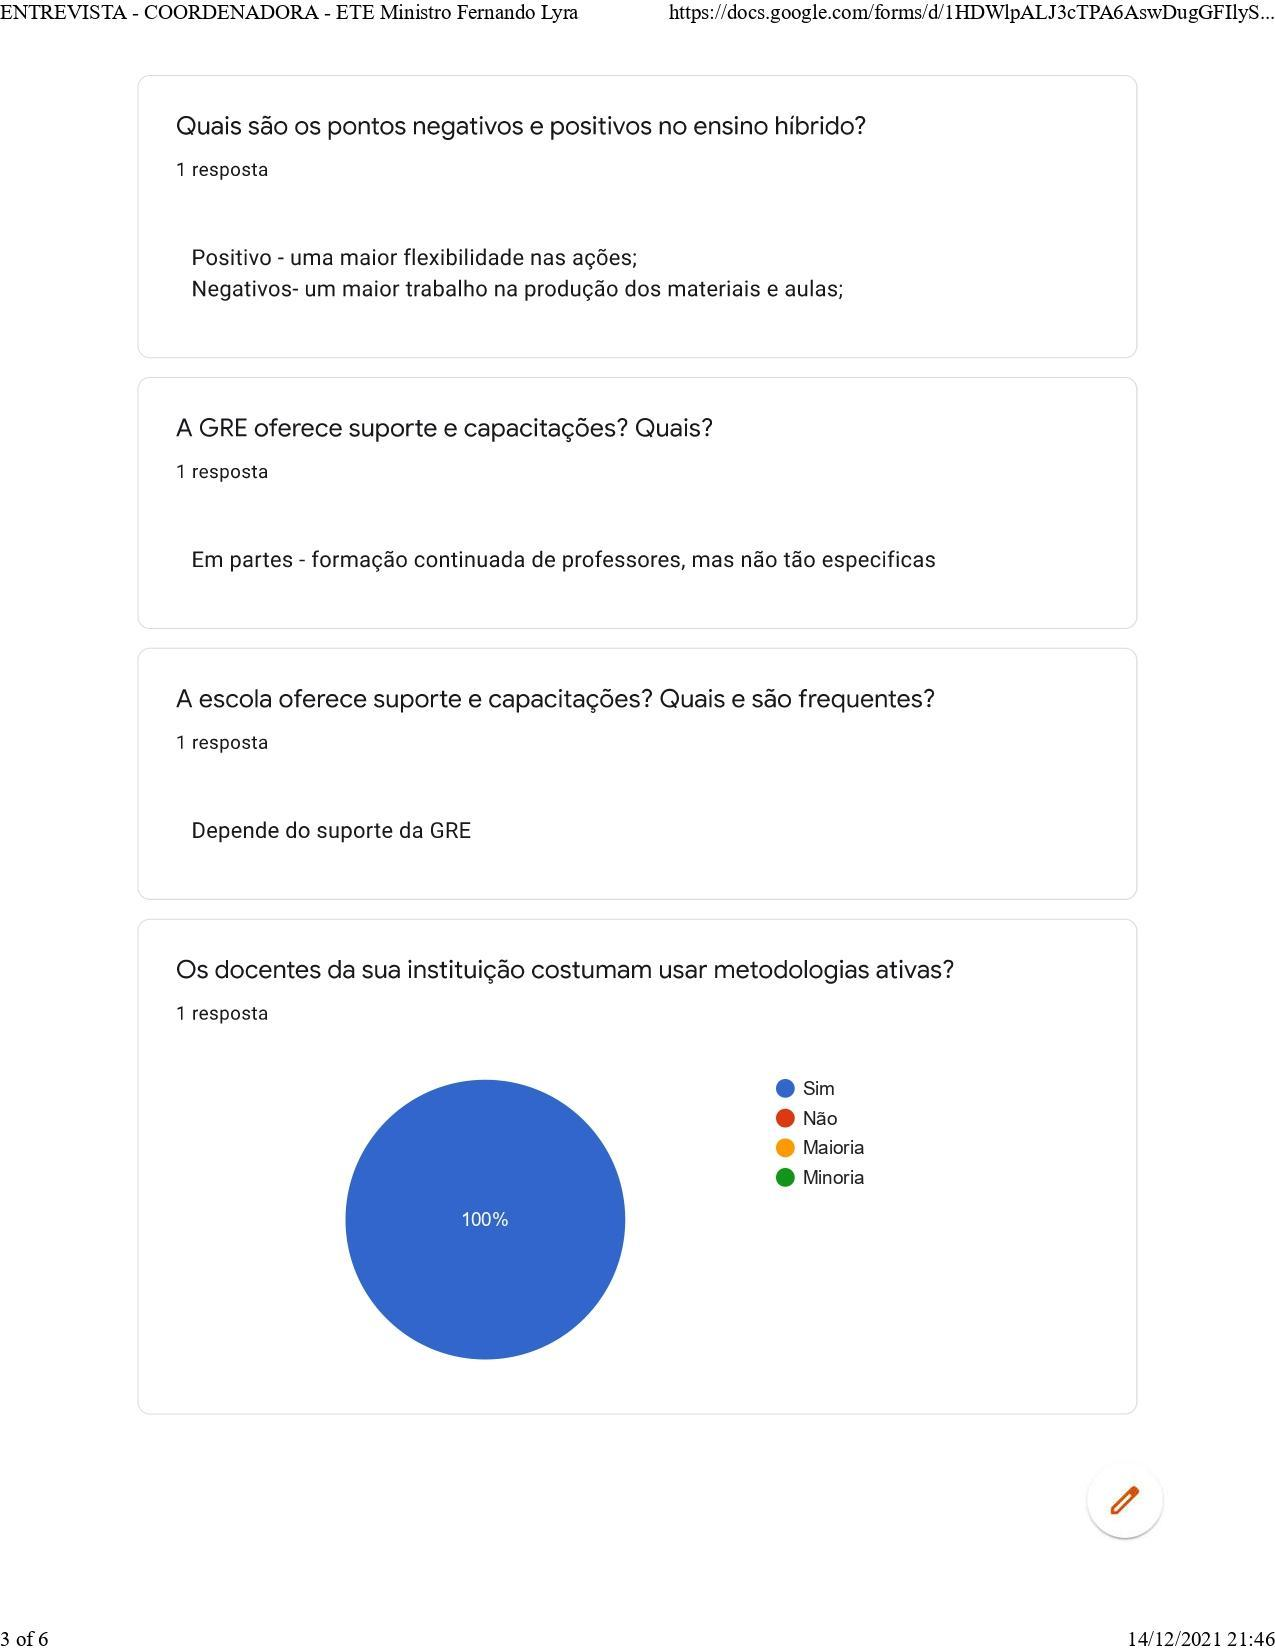 ENTREVISTA - COORDENADORA - ETE Ministro Fernando Lyra
https://docs.google.com/forms/d/1HDWlpALJ3cTPA6AswDugGFIlyS...
Quais são os pontos negativos e positivos no ensino híbrido?
1 resposta
Positivo - uma maior flexibilidade nas ações;
Negativos- um maior trabalho na produção dos materiais e aulas;
A GRE oferece suporte e capacitações? Quais?
1 resposta
Em partes - formação continuada de professores, mas não tão especificas
A escola oferece suporte e capacitações? Quais e são frequentes?
1 resposta
Depende do suporte da GRE
Os docentes da sua instituição costumam usar metodologias ativas?
1 resposta
Sim
Não
Maioria
Minoria
100%
3 of 6
14/12/2021 21:46